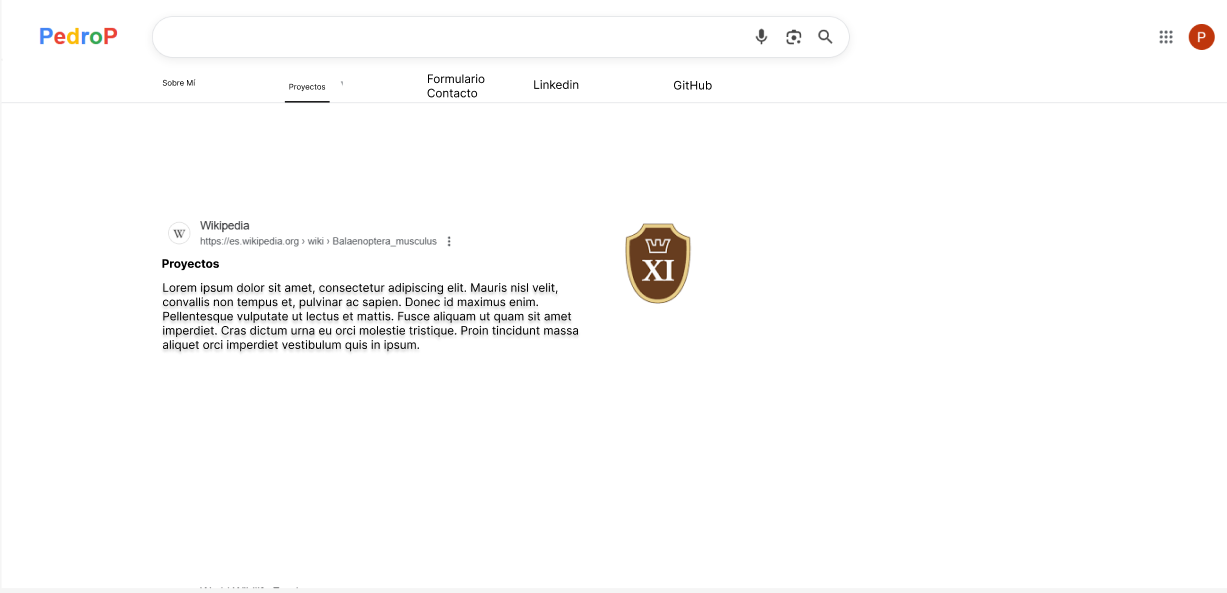 PedroP
P
Sobre Mí
Proyectos
Formulario
Contacto
Linkedin
GitHub
W
Wikipedia
https://es.wikipedia.org › wiki › Balaenoptera_musculus
Proyectos
XI
Lorem ipsum dolor sit amet, consectetur adipiscing elit. Mauris nisl velit,
convallis non tempus et, pulvinar ac sapien. Donec id maximus enim.
Pellentesque vulputate ut lectus et mattis. Fusce aliquam ut quam sit amet
imperdiet. Cras dictum urna eu orci molestie tristique. Proin tincidunt massa
aliquet orci imperdiet vestibulum quis in ipsum.